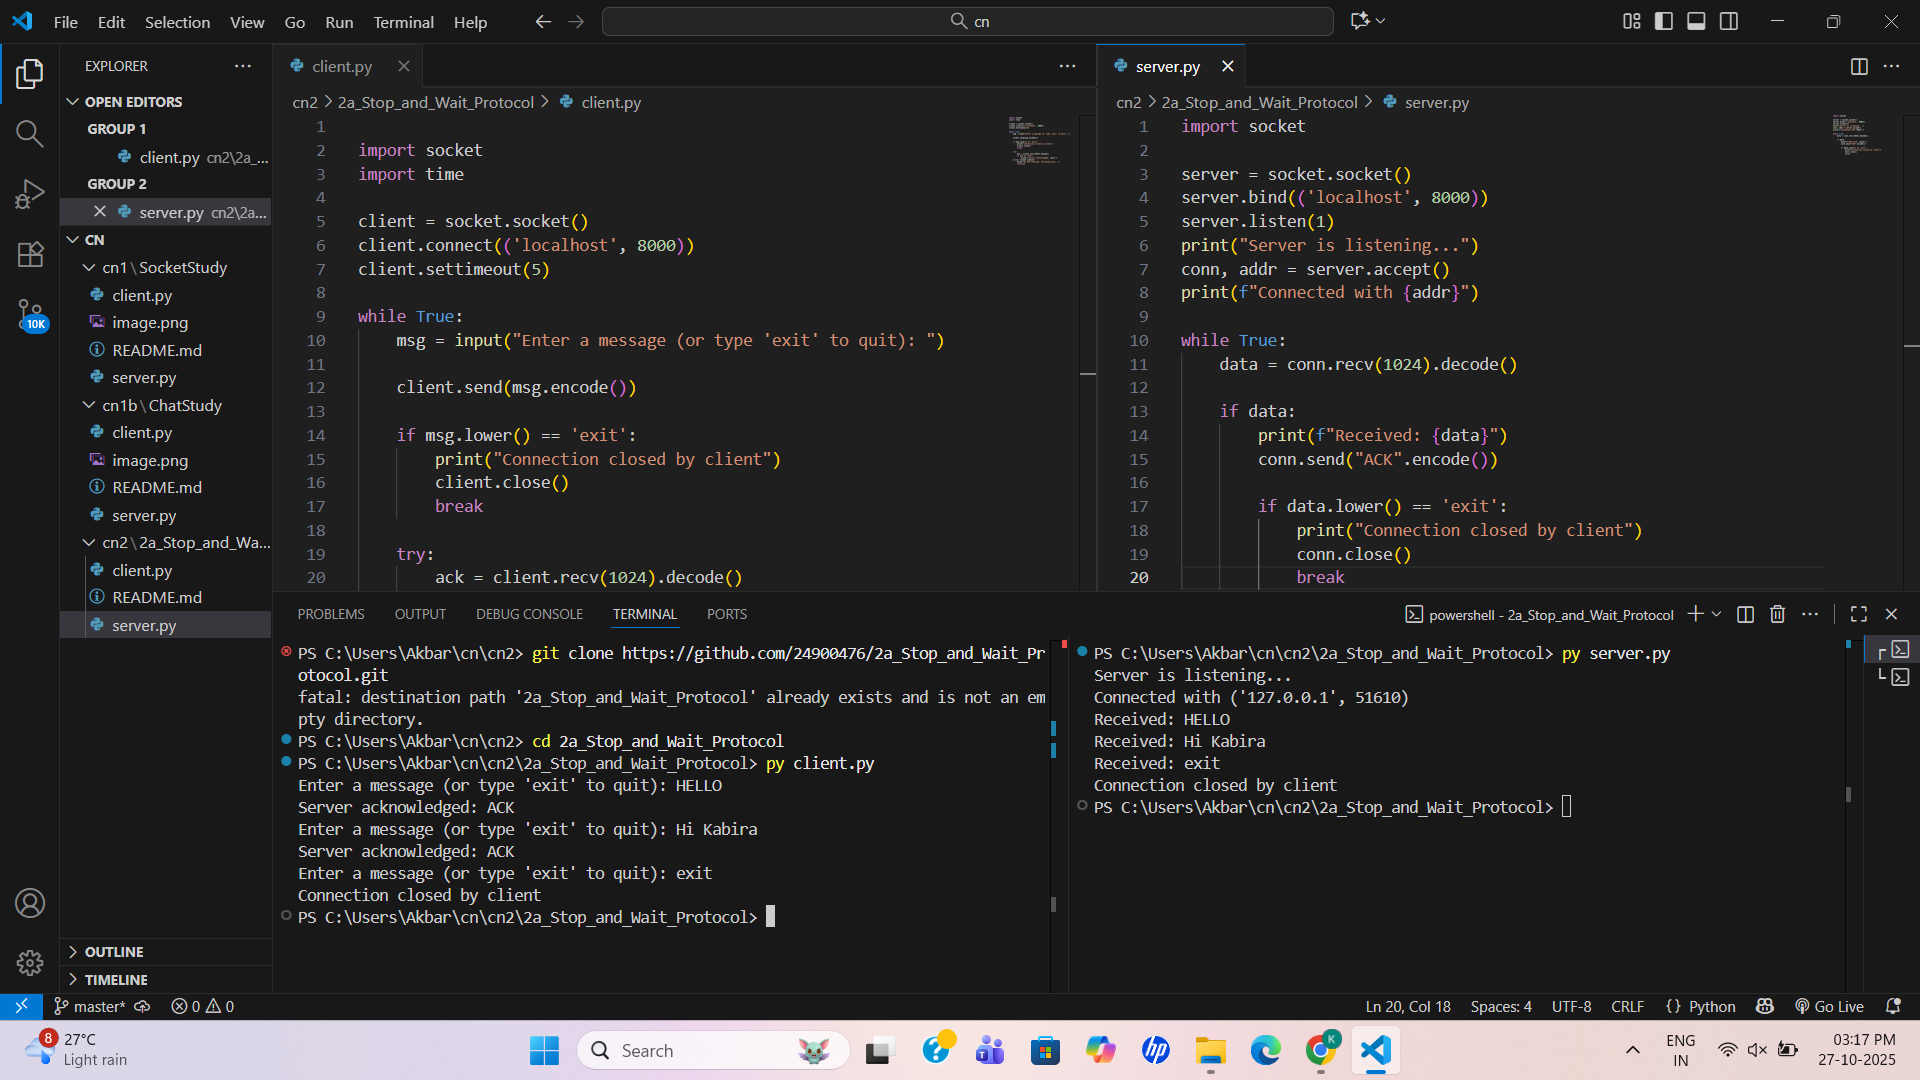 File Edit Selection View Go Run Terminal Help
cn
EXPLORER
OPEN EDITORS
GROUP 1
client.py cn2\2a_...
GROUP 2
server.py cn2\2a...
CN
cn1\SocketStudy
client.py
image.png
README.md
server.py
cn1b\ChatStudy
client.py
image.png
README.md
server.py
cn2\2a_Stop_and_Wa...
client.py
README.md
server.py
OUTLINE
TIMELINE
10K
client.py
cn2 > 2a_Stop_and_Wait_Protocol > client.py
1
2 import socket
3 import time
4
5 client = socket.socket()
6 client.connect(('localhost', 8000))
7 client.settimeout(5)
8
9 while True:
10 msg = input("Enter a message (or type 'exit' to quit): ")
11
12 client.send(msg.encode())
13
14 if msg.lower() == 'exit':
15 print("Connection closed by client")
16 client.close()
17 break
18
19 try:
20 ack = client.recv(1024).decode()
server.py
cn2 > 2a_Stop_and_Wait_Protocol > server.py
1 import socket
2
3 server = socket.socket()
4 server.bind(('localhost', 8000))
5 server.listen(1)
6 print("Server is listening...")
7 conn, addr = server.accept()
8 print(f"Connected with {addr}")
9
10 while True:
11 data = conn.recv(1024).decode()
12
13 if data:
14 print(f"Received: {data}")
15 conn.send("ACK".encode())
16
17 if data.lower() == 'exit':
18 print("Connection closed by client")
19 conn.close()
20 break
PROBLEMS OUTPUT DEBUG CONSOLE TERMINAL PORTS
powershell - 2a_Stop_and_Wait_Protocol
PS C:\Users\Akbar\cn\cn2> git clone https://github.com/24900476/2a_Stop_and_Wait_Pr
otocol.git
fatal: destination path '2a_Stop_and_Wait_Protocol' already exists and is not an em
pty directory.
PS C:\Users\Akbar\cn\cn2> cd 2a_Stop_and_Wait_Protocol
PS C:\Users\Akbar\cn\cn2\2a_Stop_and_Wait_Protocol> py client.py
Enter a message (or type 'exit' to quit): HELLO
Server acknowledged: ACK
Enter a message (or type 'exit' to quit): Hi Kabira
Server acknowledged: ACK
Enter a message (or type 'exit' to quit): exit
Connection closed by client
PS C:\Users\Akbar\cn\cn2\2a_Stop_and_Wait_Protocol>
PS C:\Users\Akbar\cn\cn2\2a_Stop_and_Wait_Protocol> py server.py
Server is listening...
Connected with ('127.0.0.1', 51610)
Received: HELLO
Received: Hi Kabira
Received: exit
Connection closed by client
PS C:\Users\Akbar\cn\cn2\2a_Stop_and_Wait_Protocol>
master* 0 0
Ln 20, Col 18 Spaces: 4 UTF-8 CRLF {} Python Go Live
8
27°C
Light rain
Search
K
ENG
IN
03:17 PM
27-10-2025